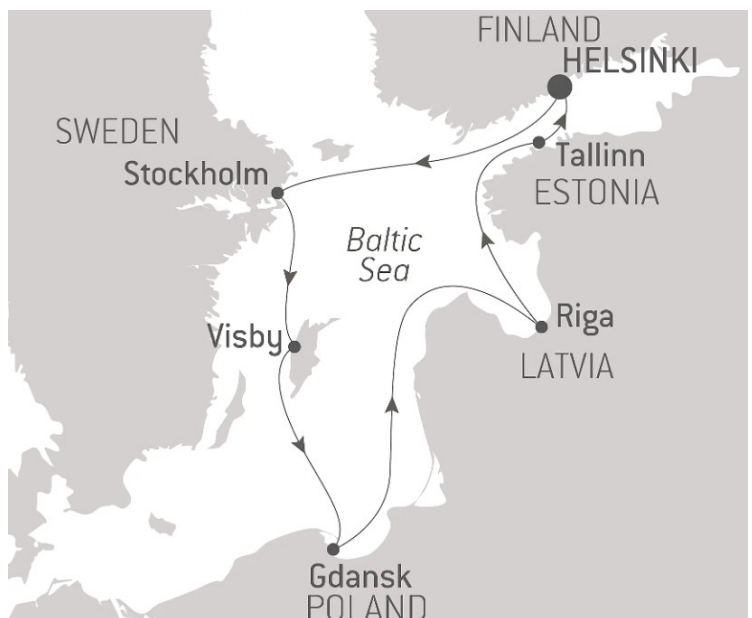 FINLAND
HELSINKI
SWEDEN
Stockholm
Tallinn
ESTONIA
Baltic
Sea
Visby
Riga
LATVIA
Gdansk
POLAND